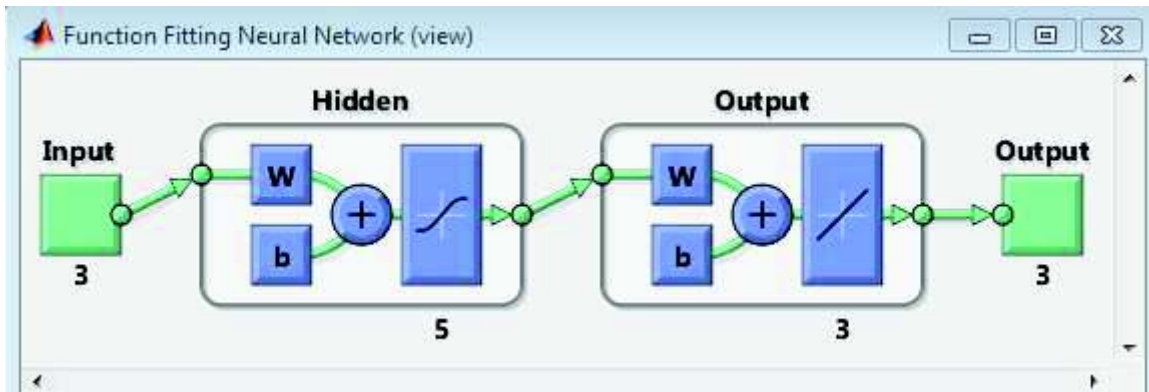 Function Fitting Neural Network (view)
Hidden
Output
Input
Output
W
W
+
+
b
b
3
5
3
3